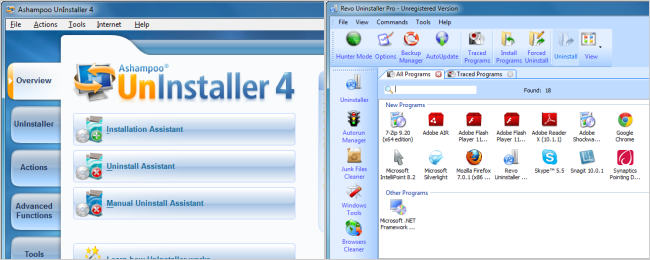 Ashampoo UnInstaller 4
File Actions Tools Internet About
Overview
UnInstaller
Actions
Advanced
Functions
Tools
Ashampoo®
UnInstaller 4
Installation Assistant
Uninstall Assistant
Manual Uninstall Assistant
Learn how UnInstaller works
Revo Uninstaller Pro - Unregistered Version
File View Commands Tools Help
Hunter Mode
Options
Backup
Manager
AutoUpdate
Traced
Programs
Install
Programs
Forced
Uninstall
Uninstall
View
Uninstaller
Autorun
Manager
Junk Files
Cleaner
Windows
Tools
Browsers
Cleaner
All Programs
Traced Programs
Found: 18
New Programs
7-Zip 9.20
(x64 edition)
Adobe AIR
Adobe Flash
Player 11...
Adobe Flash
Player 11...
Adobe Reader
X (10.1.1)
Adobe
Shockwa...
Google
Chrome
Microsoft
IntelliPoint 8.2
Microsoft
Silverlight
Mozilla Firefox
7.0.1 (x86 ...
Revo
Uninstaller ...
Skype™ 5.5
Snagit 10.0.1
Synaptics
Pointing D...
Other Programs
Microsoft .NET
Framework ...